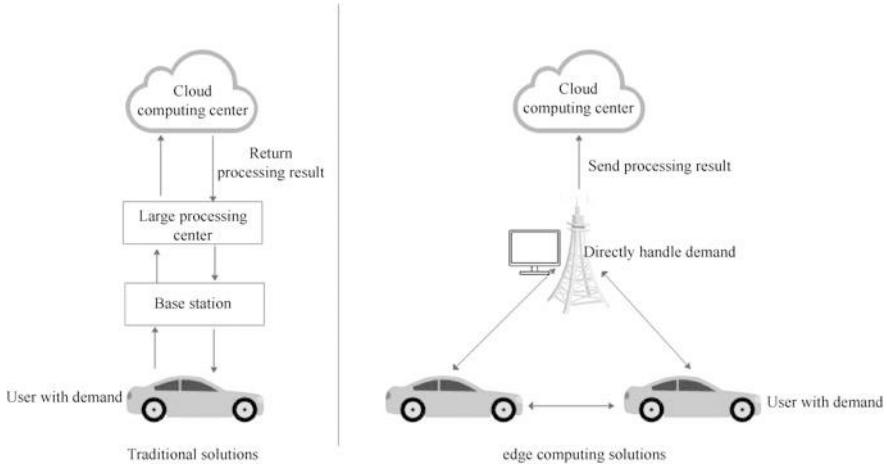 Cloud
computing center
Return
processing result
Large processing
center
Base station
User with demand
Traditional solutions
Cloud
computing center
Send processing result
Directly handle demand
User with demand
edge computing solutions